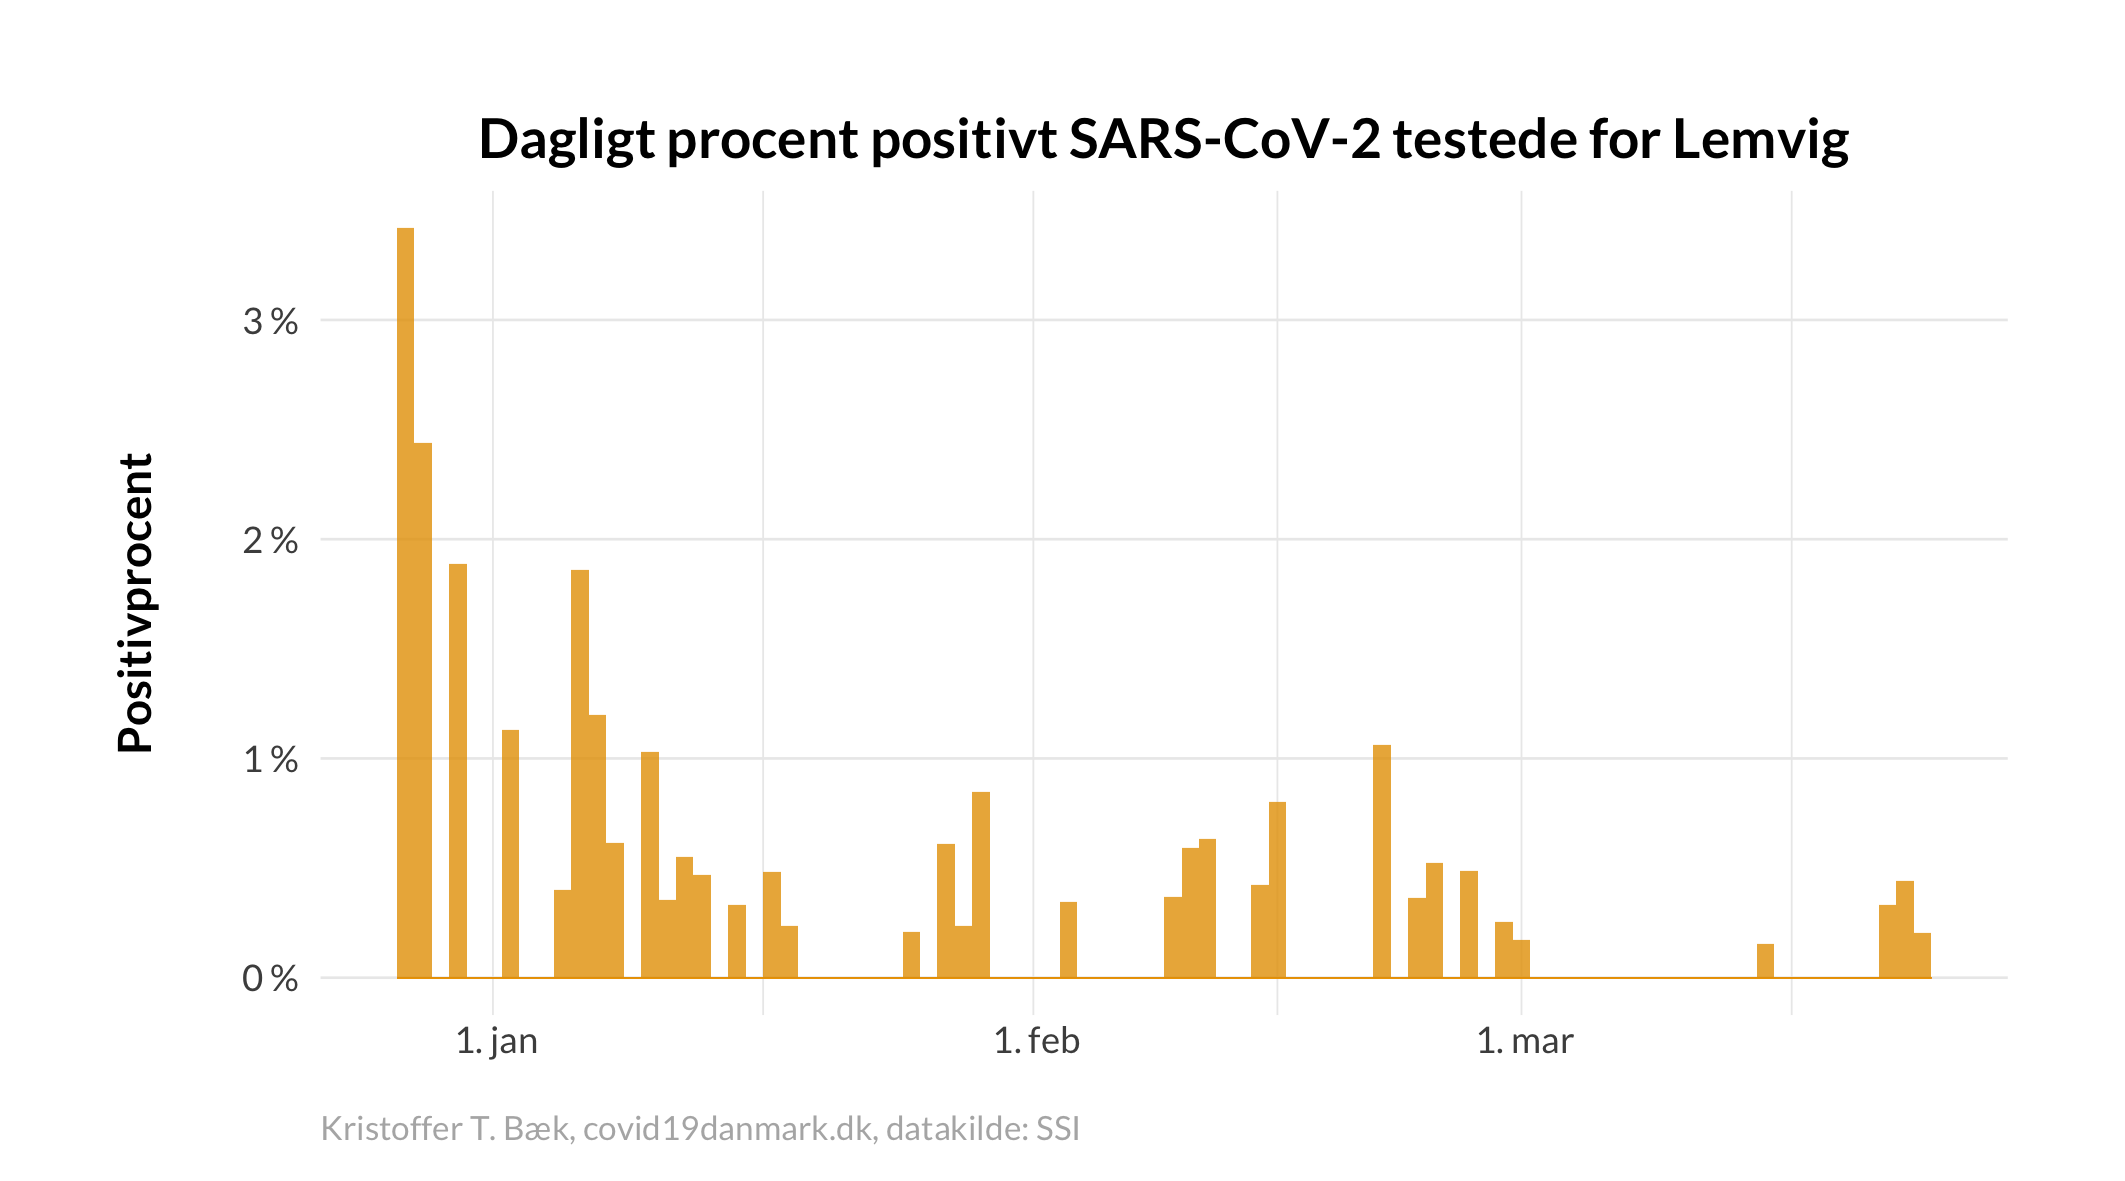 Dagligt procent positivt SARS-CoV-2 testede for Lemvig
Positivprocent
3 %
2 %
1 %
0 %
1. jan
1. feb
1. mar
Kristoffer T. Bæk, covid19danmark.dk, datakilde: SSI